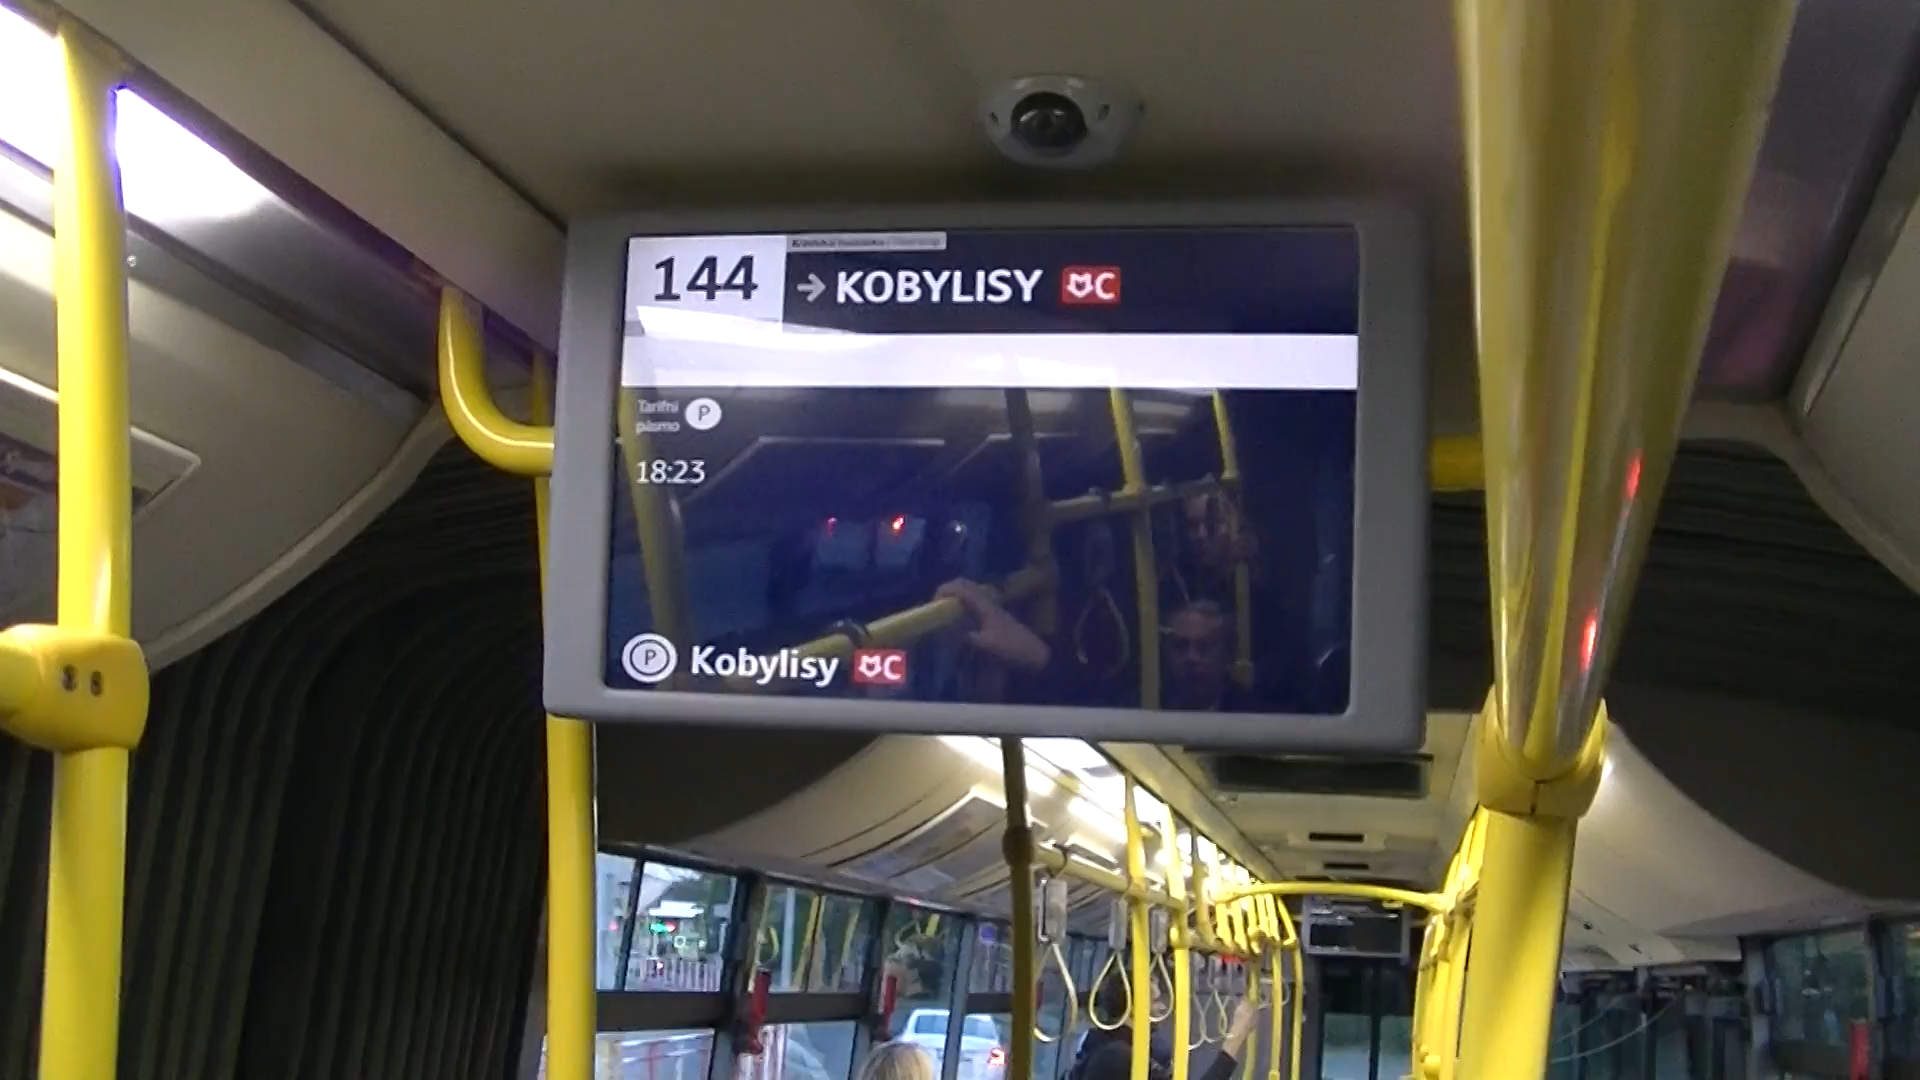 144
→ KOBYLISY C
Tarifní P
pásmo
18:23
P Kobylisy C